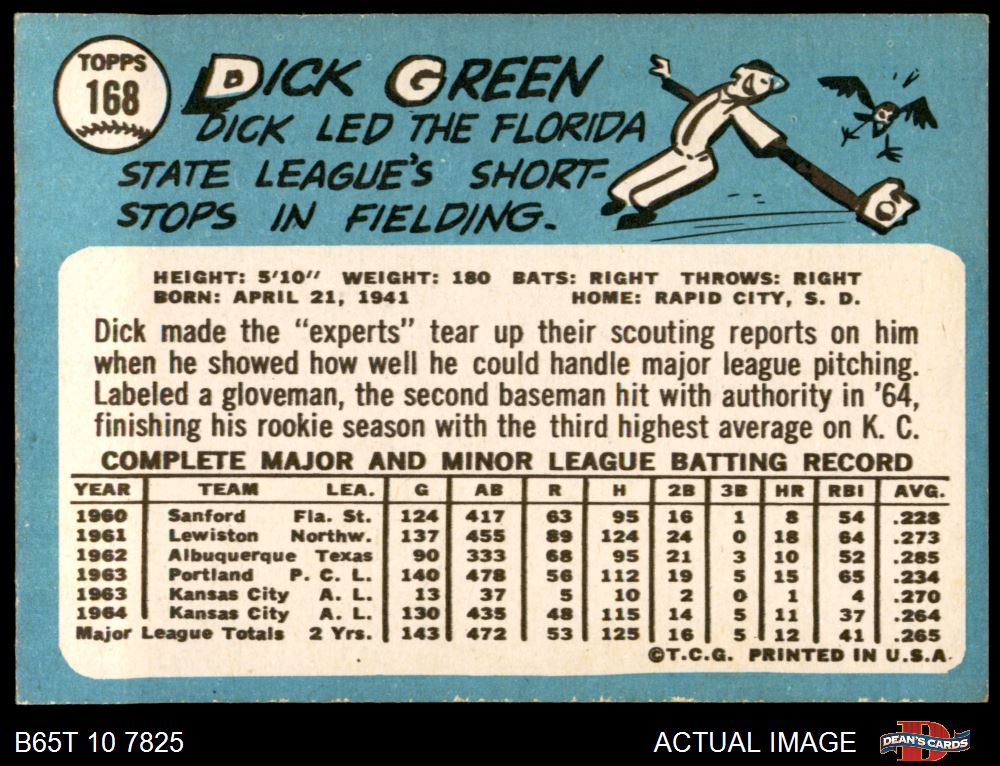 TOPPS
168
DICK GREEN
DICK LED THE FLORIDA
STATE LEAGUE'S SHORT-
STOPS IN FIELDING.
HEIGHT: 5'10" WEIGHT: 180 BATS: RIGHT THROWS: RIGHT
BORN: APRIL 21, 1941 HOME: RAPID CITY, S. D.
Dick made the "experts" tear up their scouting reports on him
when he showed how well he could handle major league pitching.
Labeled a gloveman, the second baseman hit with authority in '64,
finishing his rookie season with the third highest average on K. C.
COMPLETE MAJOR AND MINOR LEAGUE BATTING RECORD
YEAR TEAM LEA. G AB R H 2B 3B HR RBI AVG.
1960 Sanford Fla. St. 124 417 63 95 16 1 8 54 .228
1961 Lewiston Northw. 137 455 89 124 24 0 18 64 .273
1962 Albuquerque Texas 90 333 68 95 21 3 10 52 .285
1963 Portland P. C. L. 140 478 56 112 19 5 15 65 .234
1963 Kansas City A. L. 13 37 5 10 2 0 1 4 .270
1964 Kansas City A. L. 130 435 48 115 14 5 11 37 .264
Major League Totals 2 Yrs. 143 472 53 125 16 5 12 41 .265
©T.C.G. PRINTED IN U.S.A
B65T 10 7825
ACTUAL IMAGE
D
DEAN'S CARDS